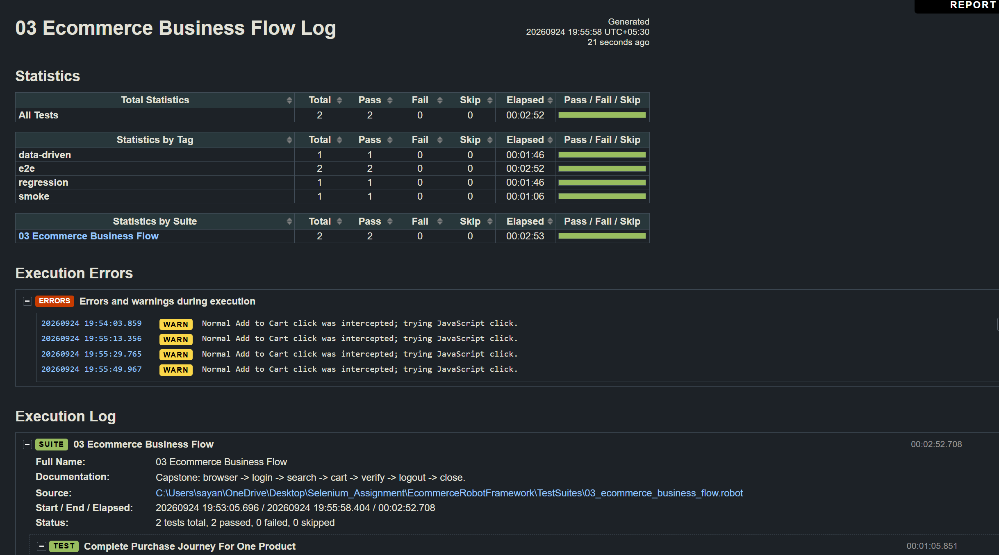 REPORT
03 Ecommerce Business Flow Log
Generated
20260924 19:55:58 UTC+05:30
21 seconds ago
Statistics
Total Statistics Total Pass Fail Skip Elapsed Pass / Fail / Skip
All Tests 2 2 0 0 00:02:52
Statistics by Tag Total Pass Fail Skip Elapsed Pass / Fail / Skip
data-driven 1 1 0 0 00:01:46
e2e 2 2 0 0 00:02:52
regression 1 1 0 0 00:01:46
smoke 1 1 0 0 00:01:06
Statistics by Suite Total Pass Fail Skip Elapsed Pass / Fail / Skip
03 Ecommerce Business Flow 2 2 0 0 00:02:53
Execution Errors
ERRORS Errors and warnings during execution
20260924 19:54:03.859 WARN Normal Add to Cart click was intercepted; trying JavaScript click.
20260924 19:55:13.356 WARN Normal Add to Cart click was intercepted; trying JavaScript click.
20260924 19:55:29.765 WARN Normal Add to Cart click was intercepted; trying JavaScript click.
20260924 19:55:49.967 WARN Normal Add to Cart click was intercepted; trying JavaScript click.
Execution Log
SUITE 03 Ecommerce Business Flow 00:02:52.708
Full Name: 03 Ecommerce Business Flow
Documentation: Capstone: browser -> login -> search -> cart -> verify -> logout -> close.
Source: C:\Users\sayan\OneDrive\Desktop\Selenium_Assignment\EcommerceRobotFramework\TestSuites\03_ecommerce_business_flow.robot
Start / End / Elapsed: 20260924 19:53:05.696 / 20260924 19:55:58.404 / 00:02:52.708
Status: 2 tests total, 2 passed, 0 failed, 0 skipped
TEST Complete Purchase Journey For One Product 00:01:05.851